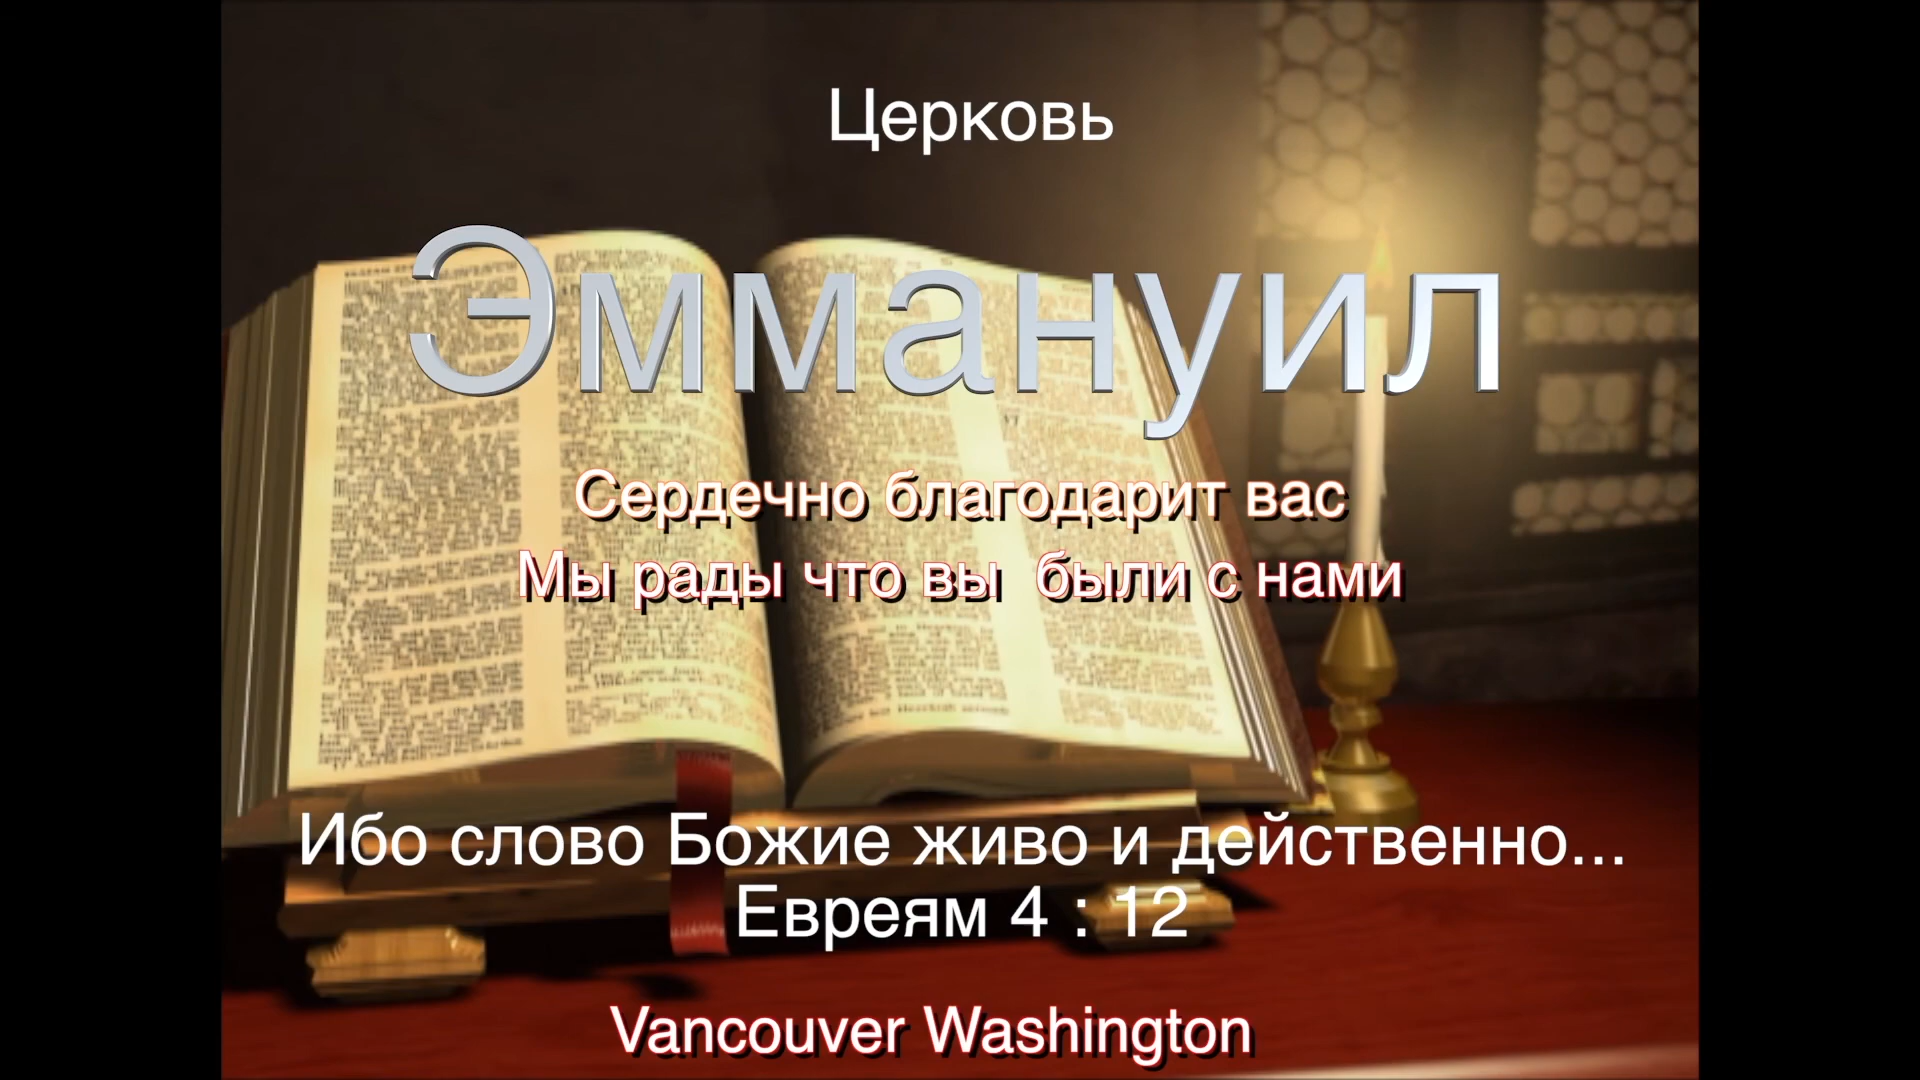 Церковь
Эммануил
Сердечно благодарит вас
Мы рады что вы были с нами
Ибо слово Божие живо и действенно...
Евреям 4 : 12
Vancouver Washington